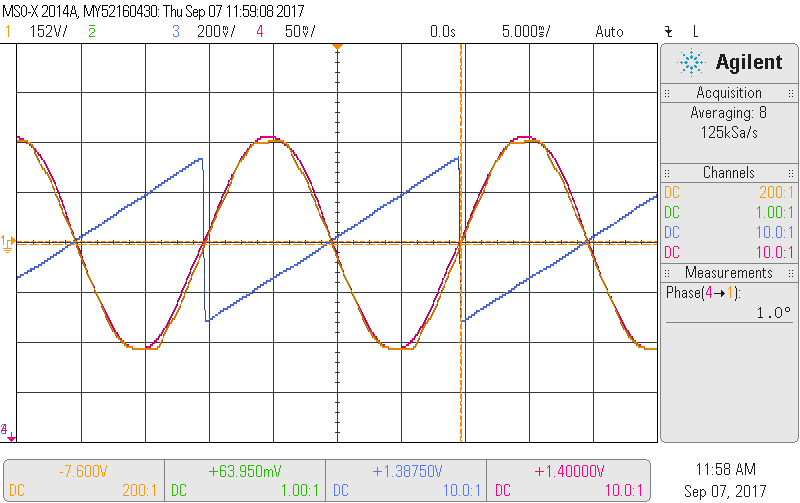 MSO-X 2014A, MY52160430: Thu Sep 07 11:59:08 2017
1 152V/ 2 3 200mV/ 4 50mV/ 0.0s 5.000ms/ Auto L
Agilent
Acquisition
Averaging: 8
125kSa/s
Channels
DC 200:1
DC 1.00:1
DC 10.0:1
DC 10.0:1
Measurements
Phase(4→1):
1.0°
1
4
-7.600V +63.950mV +1.38750V +1.40000V
DC 200:1 DC 1.00:1 DC 10.0:1 DC 10.0:1
11:58 AM
Sep 07, 2017